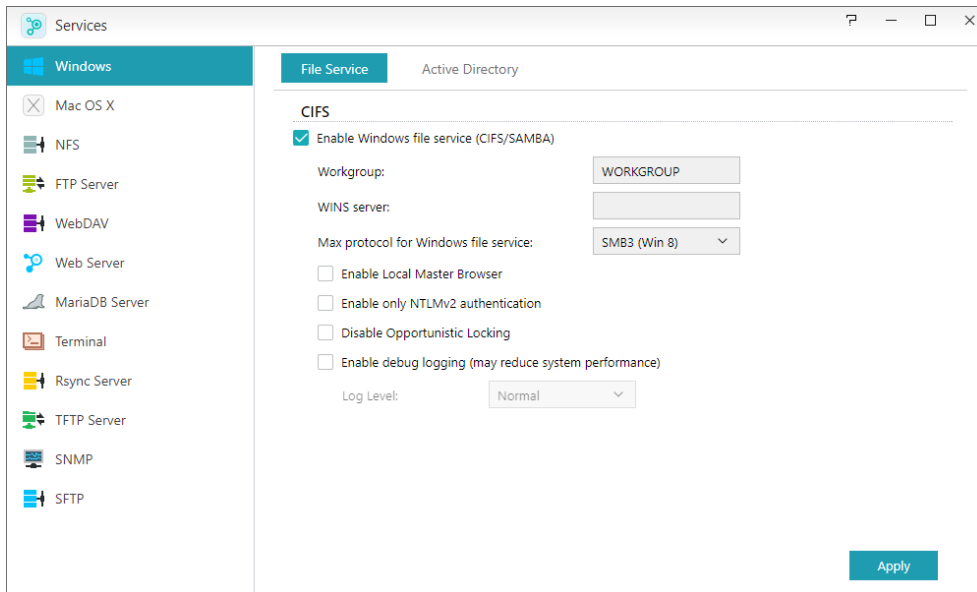 Services
Windows
Mac OS X
NFS
FTP Server
WebDAV
Web Server
MariaDB Server
Terminal
Rsync Server
TFTP Server
SNMP
SFTP
File Service Active Directory
CIFS
Enable Windows file service (CIFS/SAMBA)
Workgroup: WORKGROUP
WINS server:
Max protocol for Windows file service: SMB3 (Win 8)
Enable Local Master Browser
Enable only NTLMv2 authentication
Disable Opportunistic Locking
Enable debug logging (may reduce system performance)
Log Level: Normal
Apply